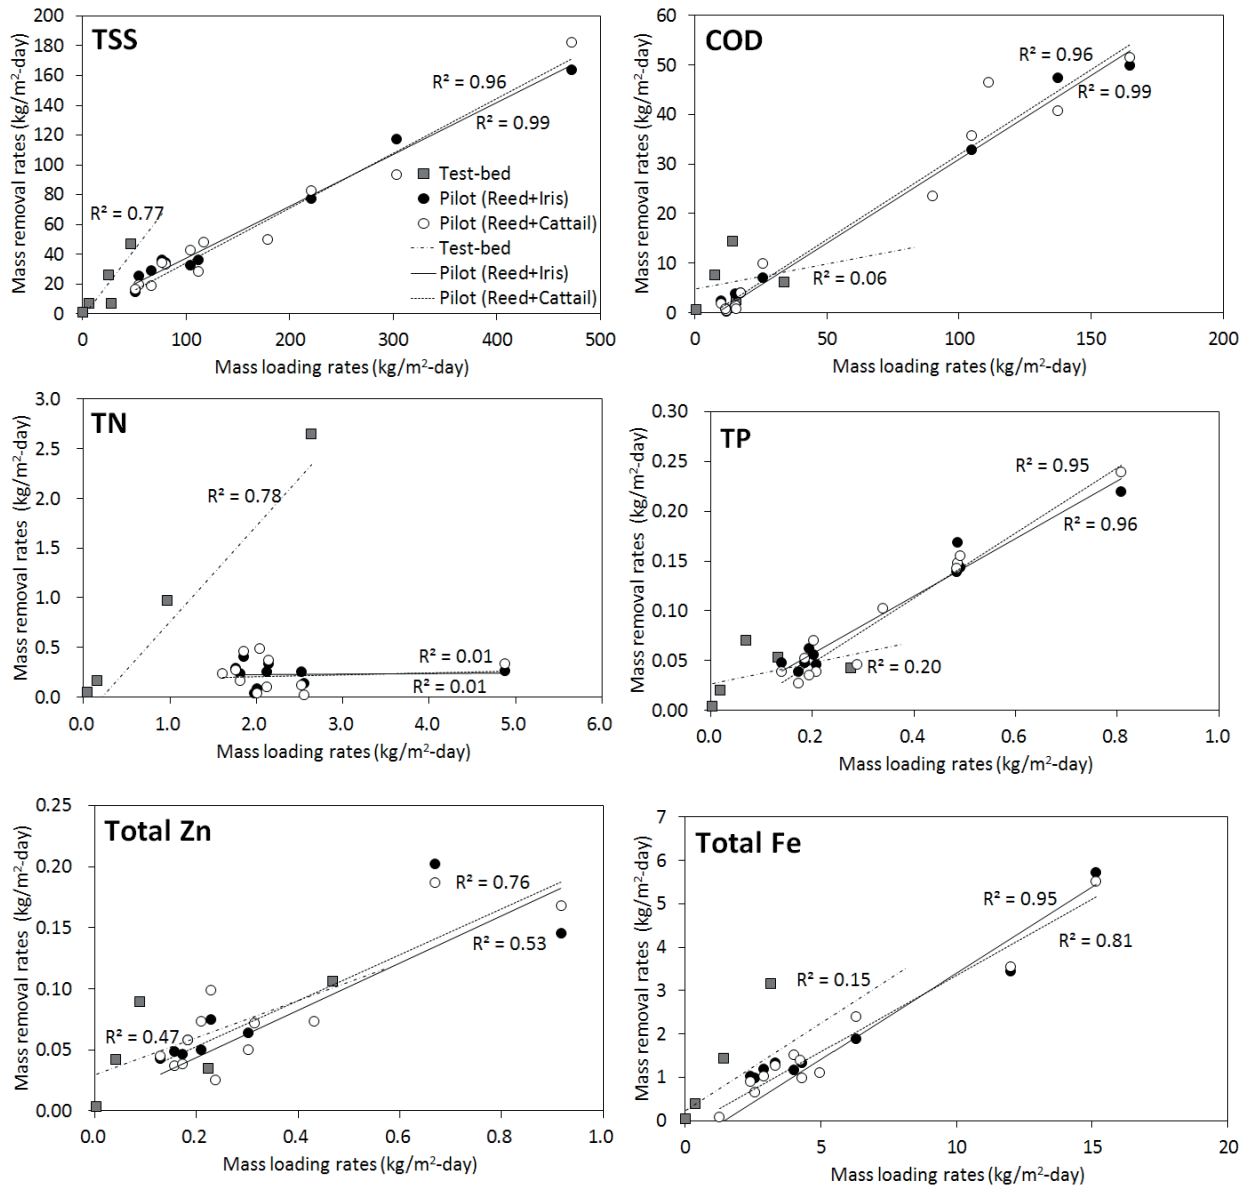 TSS
Mass removal rates (kg/m²-day)
200
180
160
140
120
100
80
60
40
20
0
R² = 0.96
R² = 0.99
R² = 0.77
Test-bed
Pilot (Reed+Iris)
Pilot (Reed+Cattail)
Test-bed
Pilot (Reed+Iris)
Pilot (Reed+Cattail)
0 100 200 300 400 500
Mass loading rates (kg/m²-day)
COD
Mass removal rates (kg/m²-day)
60
50
40
30
20
10
0
R² = 0.96
R² = 0.99
R² = 0.06
50 100 150 200
Mass loading rates (kg/m²-day)
TN
Mass removal rates (kg/m²-day)
3.0
2.5
2.0
1.5
1.0
0.5
0.0
R² = 0.78
R² = 0.01
R² = 0.01
0.0 1.0 2.0 3.0 4.0 5.0 6.0
Mass loading rates (kg/m²-day)
TP
Mass removal rates (kg/m²-day)
0.30
0.25
0.20
0.15
0.10
0.05
0.00
R² = 0.95
R² = 0.96
R² = 0.20
0.0 0.2 0.4 0.6 0.8 1.0
Mass loading rates (kg/m²-day)
Total Zn
Mass removal rates (kg/m²-day)
0.25
0.20
0.15
0.10
0.05
0.00
R² = 0.76
R² = 0.53
R² = 0.47
0.0 0.2 0.4 0.6 0.8 1.0
Mass loading rates (kg/m²-day)
Total Fe
Mass removal rates (kg/m²-day)
7
6
5
4
3
2
1
0
R² = 0.95
R² = 0.81
R² = 0.15
0 5 10 15 20
Mass loading rates (kg/m²-day)